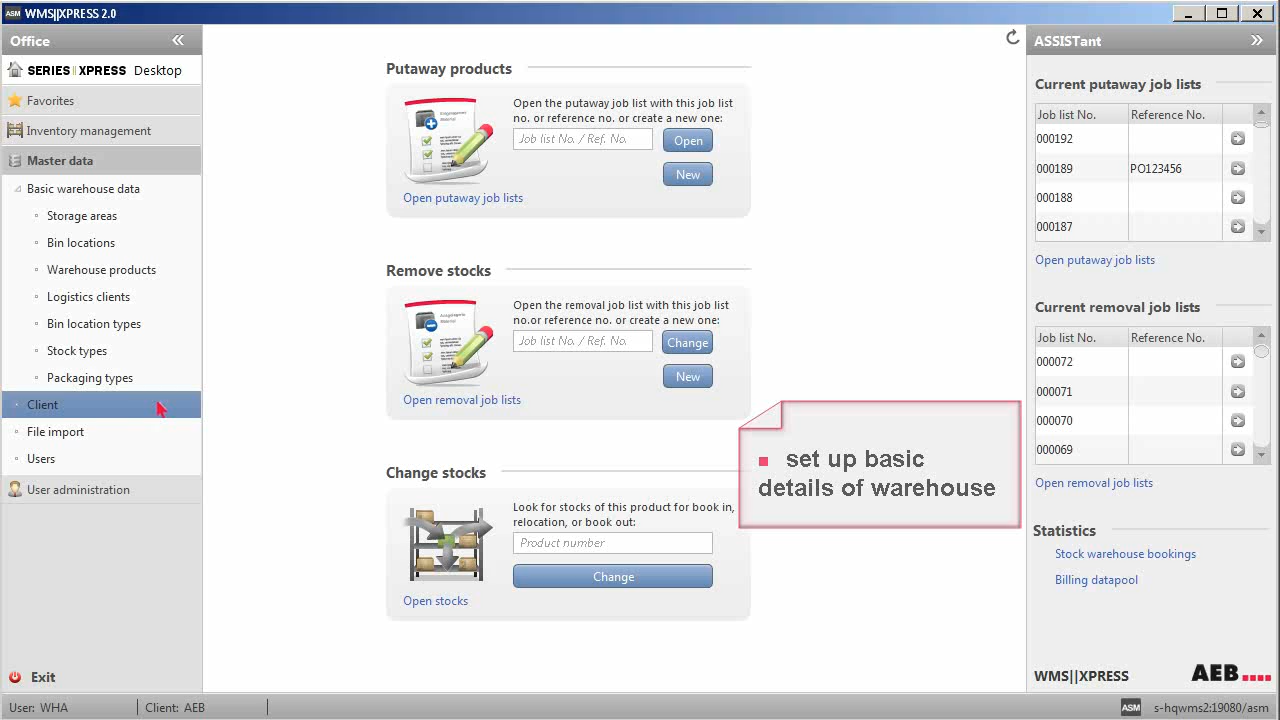 ASM WMS||XPRESS 2.0
Office
SERIES||XPRESS Desktop
Favorites
Inventory management
Master data
Basic warehouse data
Storage areas
Bin locations
Warehouse products
Logistics clients
Bin location types
Stock types
Packaging types
Client
File import
Users
User administration
Exit
Putaway products
Open the putaway job list with this job list
no. or reference no. or create a new one:
Job list No. / Ref. No.
Open
New
Open putaway job lists
Remove stocks
Open the removal job list with this job list
no.or reference no. or create a new one:
Job list No. / Ref. No.
Change
New
Open removal job lists
Change stocks
Look for stocks of this product for book in,
relocation, or book out:
Product number
Change
Open stocks
set up basic
details of warehouse
ASSISTant
Current putaway job lists
Job list No. Reference No.
000192
000189 PO123456
000188
000187
Open putaway job lists
Current removal job lists
Job list No. Reference No.
000072
000071
000070
000069
Open removal job lists
Statistics
Stock warehouse bookings
Billing datapool
WMS||XPRESS AEB
User: WHA Client: AEB ASM s-hqwms2:19080/asm